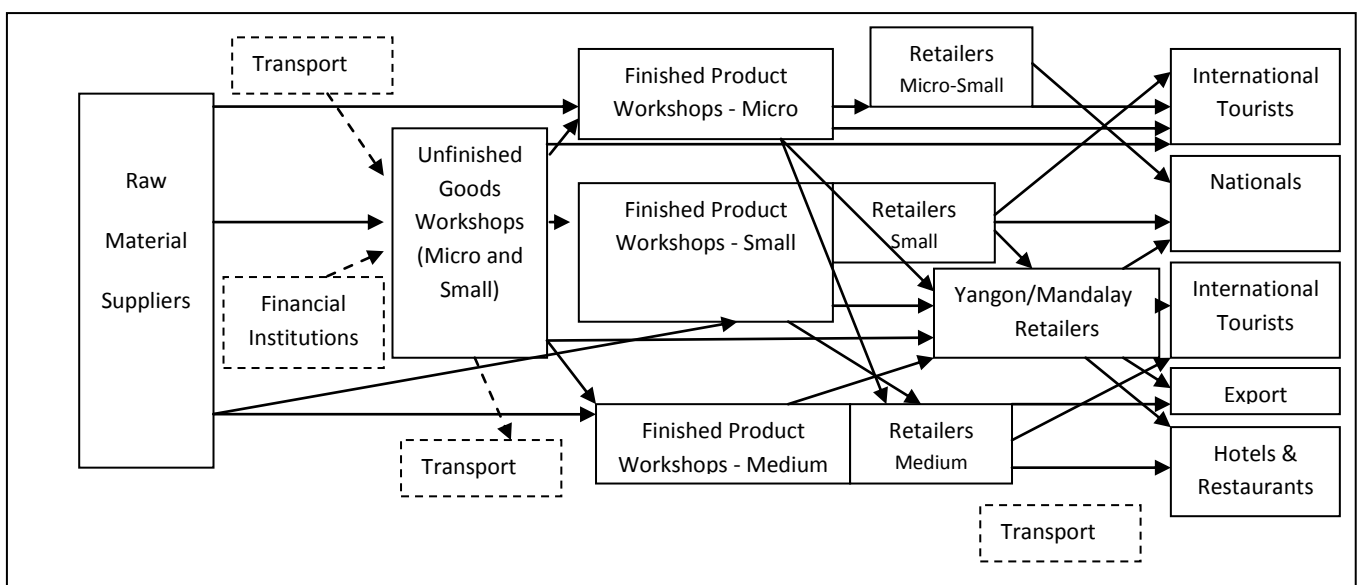 Transport
Raw
Material
Suppliers
Financial
Institutions
Unfinished
Goods
Workshops
(Micro and
Small)
Transport
Finished Product
Workshops - Micro
Finished Product
Workshops - Small
Finished Product
Workshops - Medium
Retailers
Micro-Small
Retailers
Small
Yangon/Mandalay
Retailers
Retailers
Medium
International
Tourists
Nationals
International
Tourists
Export
Hotels &
Restaurants
Transport